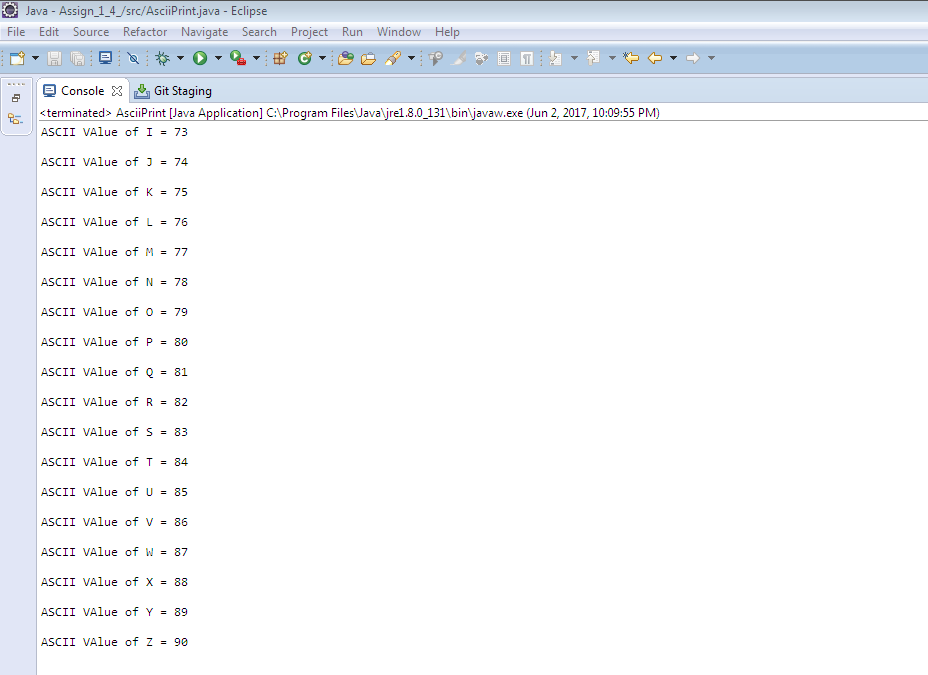 Java - Assign_1_4_/src/AsciiPrint.java - Eclipse
File Edit Source Refactor Navigate Search Project Run Window Help
Console Git Staging
<terminated> AsciiPrint [Java Application] C:\Program Files\Java\jre1.8.0_131\bin\javaw.exe (Jun 2, 2017, 10:09:55 PM)
ASCII VAlue of I = 73
ASCII VAlue of J = 74
ASCII VAlue of K = 75
ASCII VAlue of L = 76
ASCII VAlue of M = 77
ASCII VAlue of N = 78
ASCII VAlue of O = 79
ASCII VAlue of P = 80
ASCII VAlue of Q = 81
ASCII VAlue of R = 82
ASCII VAlue of S = 83
ASCII VAlue of T = 84
ASCII VAlue of U = 85
ASCII VAlue of V = 86
ASCII VAlue of W = 87
ASCII VAlue of X = 88
ASCII VAlue of Y = 89
ASCII VAlue of Z = 90